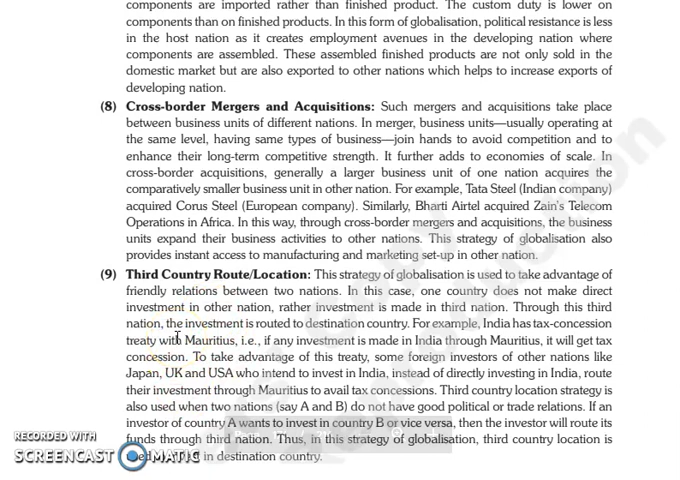 components are imported rather than finished product. The custom duty is lower on
components than on finished products. In this form of globalisation, political resistance is less
in the host nation as it creates employment avenues in the developing nation where
components are assembled. These assembled finished products are not only sold in the
domestic market but are also exported to other nations which helps to increase exports of
developing nation.
(8) Cross-border Mergers and Acquisitions: Such mergers and acquisitions take place
between business units of different nations. In merger, business units—usually operating at
the same level, having same types of business—join hands to avoid competition and to
enhance their long-term competitive strength. It further adds to economies of scale. In
cross-border acquisitions, generally a larger business unit of one nation acquires the
comparatively smaller business unit in other nation. For example, Tata Steel (Indian company)
acquired Corus Steel (European company). Similarly, Bharti Airtel acquired Zain's Telecom
Operations in Africa. In this way, through cross-border mergers and acquisitions, the business
units expand their business activities to other nations. This strategy of globalisation also
provides instant access to manufacturing and marketing set-up in other nation.
(9) Third Country Route/Location: This strategy of globalisation is used to take advantage of
friendly relations between two nations. In this case, one country does not make direct
investment in other nation, rather investment is made in third nation. Through this third
nation, the investment is routed to destination country. For example, India has tax-concession
treaty with Mauritius, i.e., if any investment is made in India through Mauritius, it will get tax
concession. To take advantage of this treaty, some foreign investors of other nations like
Japan, UK and USA who intend to invest in India, instead of directly investing in India, route
their investment through Mauritius to avail tax concessions. Third country location strategy is
also used when two nations (say A and B) do not have good political or trade relations. If an
investor of country A wants to invest in country B or vice versa, then the investor will route its
funds through third nation. Thus, in this strategy of globalisation, third country location is
in destination country.
RECORDED WITH
SCREENCAST MATIC